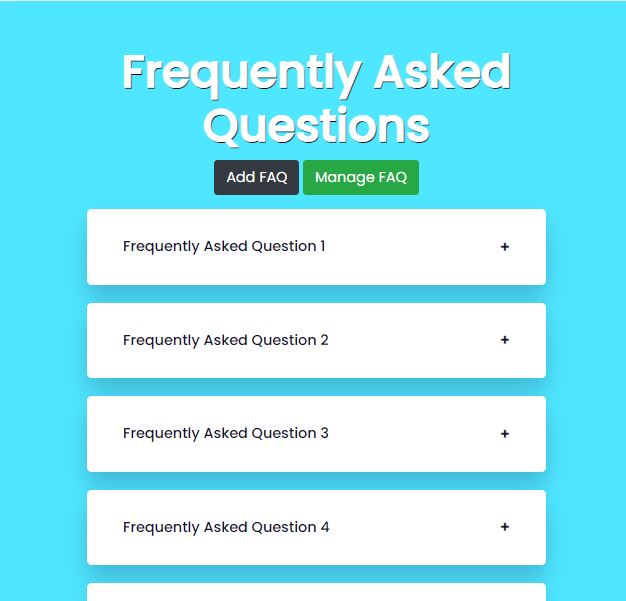 Frequently Asked
Questions
Add FAQ Manage FAQ
Frequently Asked Question 1 +
Frequently Asked Question 2 +
Frequently Asked Question 3 +
Frequently Asked Question 4 +